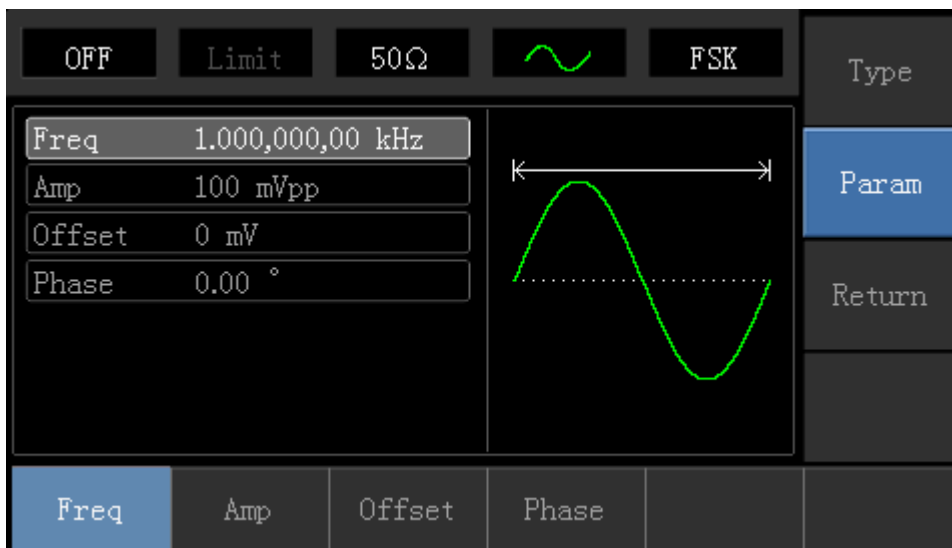 OFF Limit 50Ω FSK
Type
Freq 1.000,000,00 kHz
Amp 100 mVpp
Offset 0 mV
Phase 0.00 °
Param
Return
Freq Amp Offset Phase